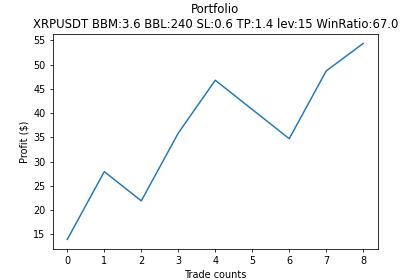 Portfolio
XRPUSDT BBM:3.6 BBL:240 SL:0.6 TP:1.4 lev:15 WinRatio:67.0
55
50
45
40
35
30
25
20
15
Profit ($)
0 1 2 3 4 5 6 7 8
Trade counts